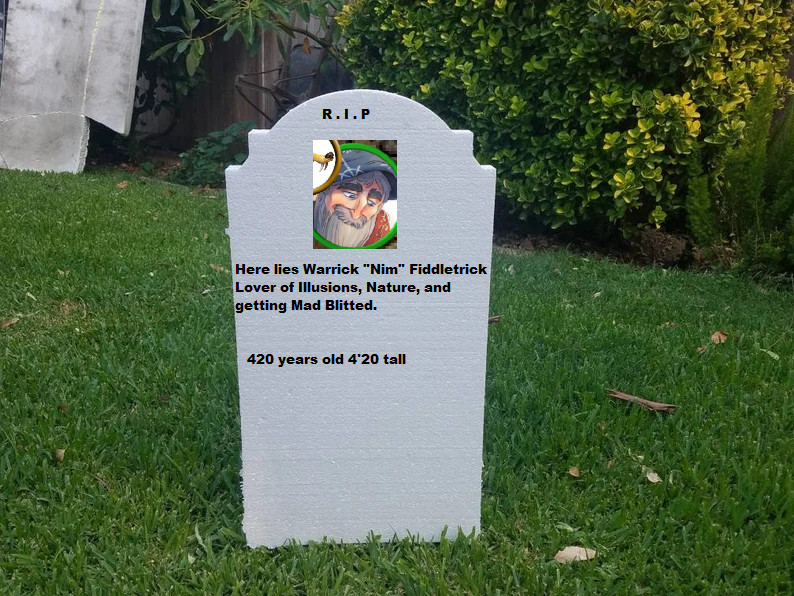 R.I.P
Here lies Warrick "Nim" Fiddletrick
Lover of Illusions, Nature, and
getting Mad Blitted.
420 years old 4'20 tall